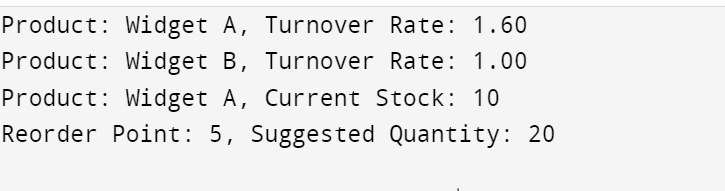 Product: Widget A, Turnover Rate: 1.60
Product: Widget B, Turnover Rate: 1.00
Product: Widget A, Current Stock: 10
Reorder Point: 5, Suggested Quantity: 20